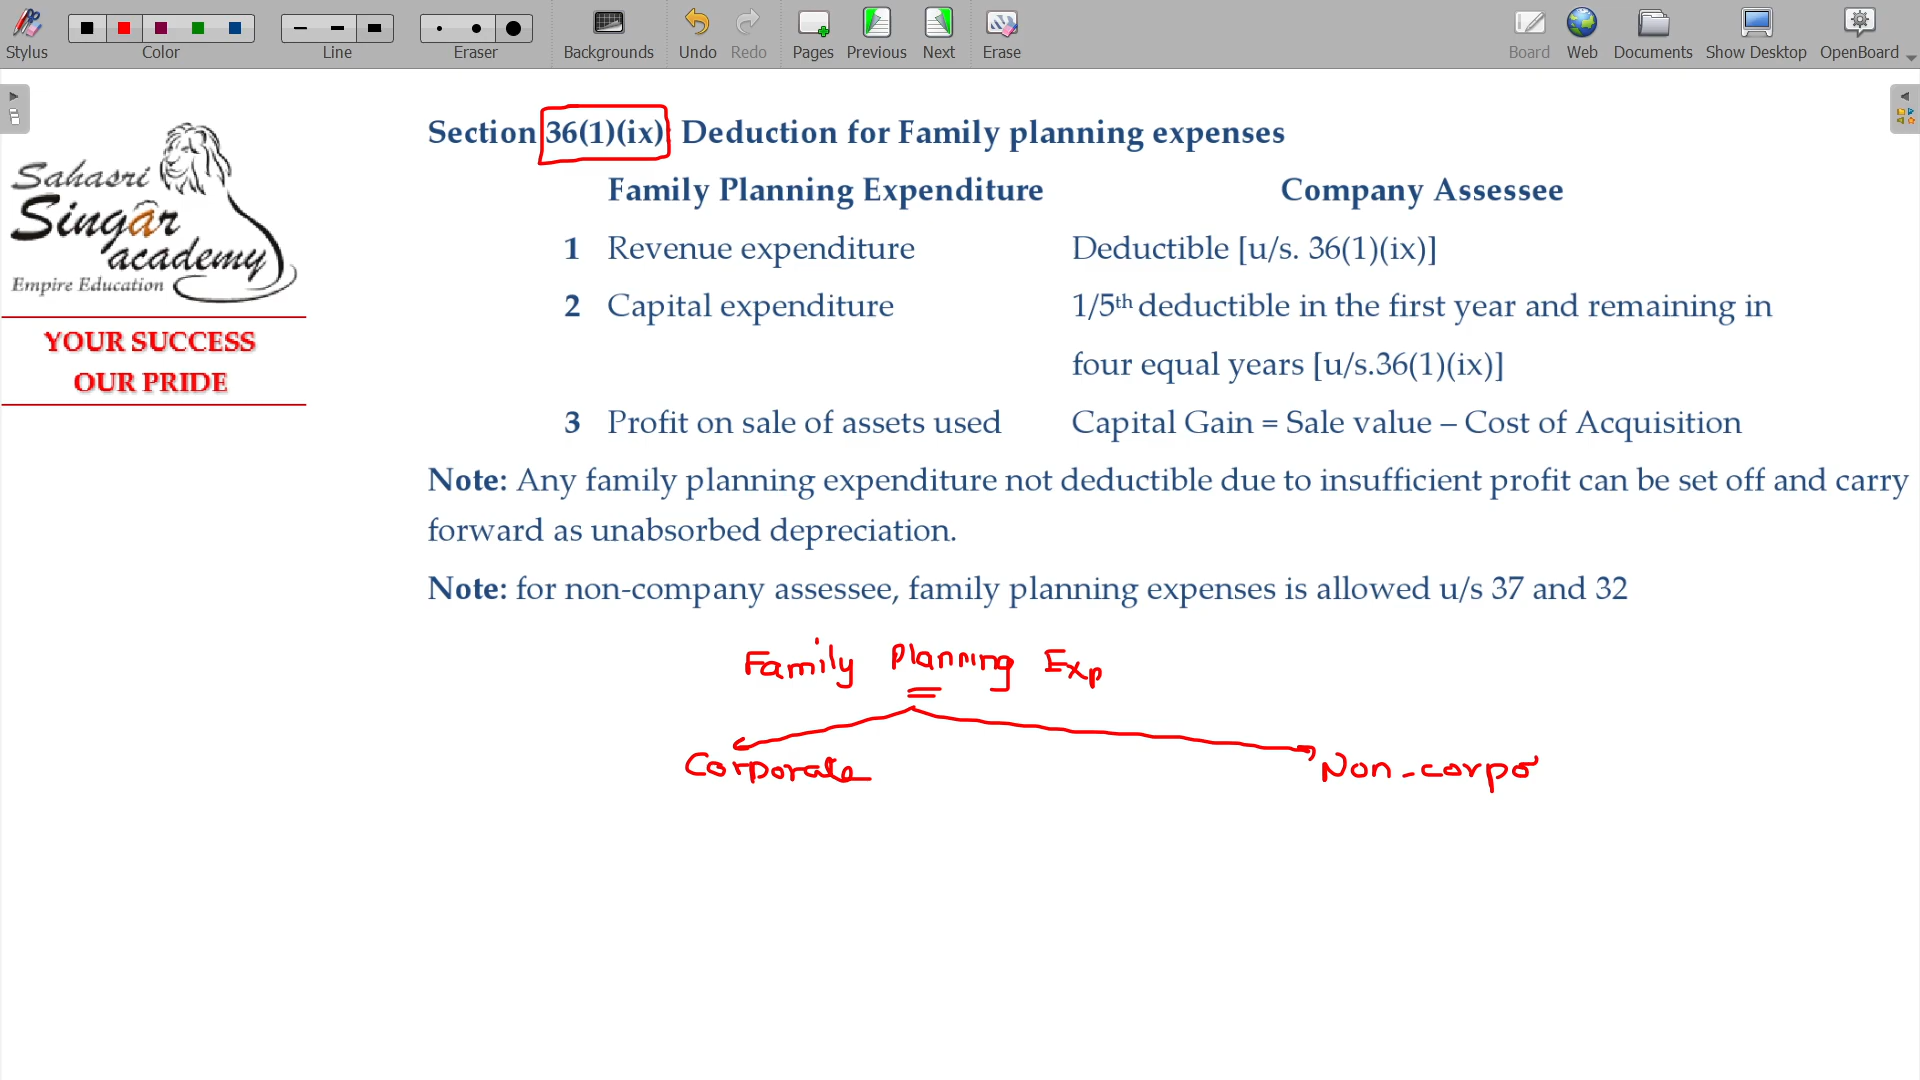 Stylus Color Line Eraser Backgrounds Undo Redo Pages Previous Next Erase Board Web Documents Show Desktop OpenBoard
Sahasri
Singar
academy
Empire Education
YOUR SUCCESS
OUR PRIDE
Section 36(1)(ix) Deduction for Family planning expenses
Family Planning Expenditure Company Assessee
1 Revenue expenditure Deductible [u/s. 36(1)(ix)]
2 Capital expenditure 1/5th deductible in the first year and remaining in
four equal years [u/s.36(1)(ix)]
3 Profit on sale of assets used Capital Gain = Sale value – Cost of Acquisition
Note: Any family planning expenditure not deductible due to insufficient profit can be set off and carry
forward as unabsorbed depreciation.
Note: for non-company assessee, family planning expenses is allowed u/s 37 and 32
Family Planning Exp
Corporate Non-corpo